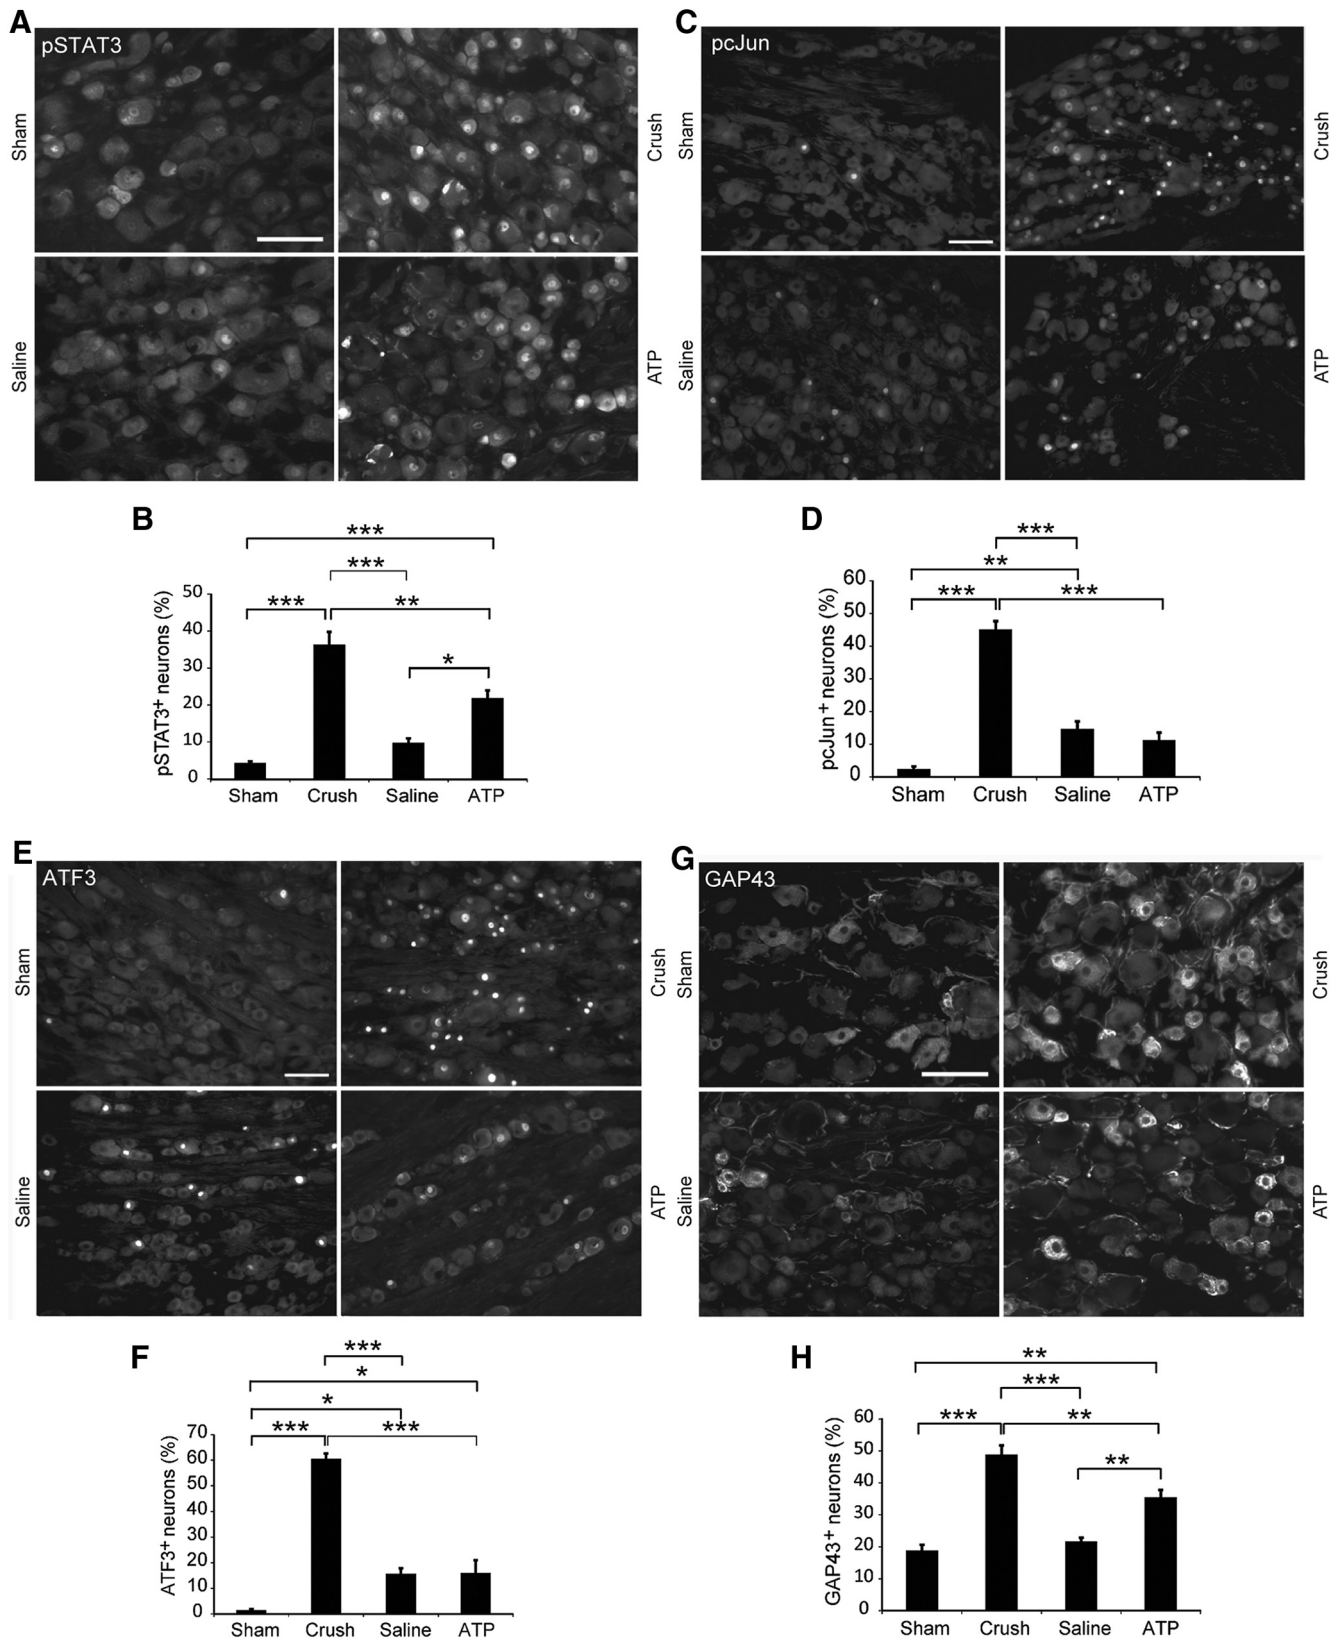 A
pSTAT3
Sham
Crush
Saline
ATP
C
pcJun
Sham
Crush
Saline
ATP
B
***
***
***
**
*
pSTAT3+ neurons (%)
50
40
30
20
10
0
Sham Crush Saline ATP
D
***
**
***
***
pcJun+ neurons (%)
60
50
40
30
20
10
0
Sham Crush Saline ATP
E
ATF3
Sham
Crush
Saline
ATP
G
GAP43
Sham
Crush
Saline
ATP
F
***
*
*
***
***
ATF3+ neurons (%)
70
60
50
40
30
20
10
0
Sham Crush Saline ATP
H
**
***
***
**
**
GAP43+ neurons (%)
60
50
40
30
20
10
0
Sham Crush Saline ATP